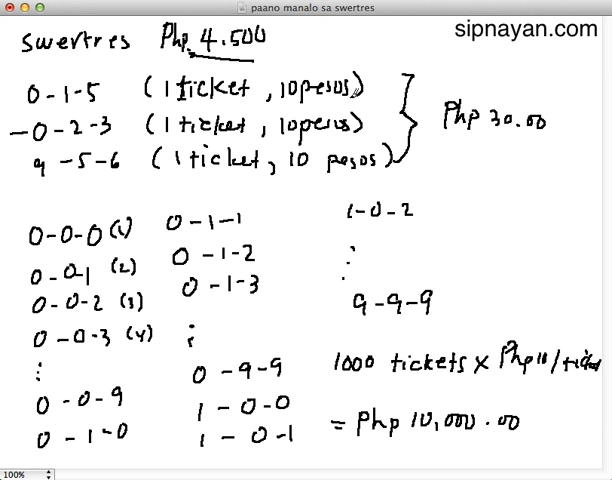 paano manalo sa swertres
sipnayan.com
swertres Php 4.500
0-1-5 (1 ticket, 10 pesos)
-0-2-3 (1 ticket, 10 pesos)
9-5-6 (1 ticket, 10 pesos)
Php 30.00
0-0-0 (1)
0-0-1 (2)
0-0-2 (3)
0-0-3 (4)
:
0-0-9
0-1-0
0-1-1
0-1-2
0-1-3
:
0-9-9
1-0-0
1-0-1
1-0-2
:
9-9-9
1000 tickets x Php 10/ticket
= Php 10,000.00
100%